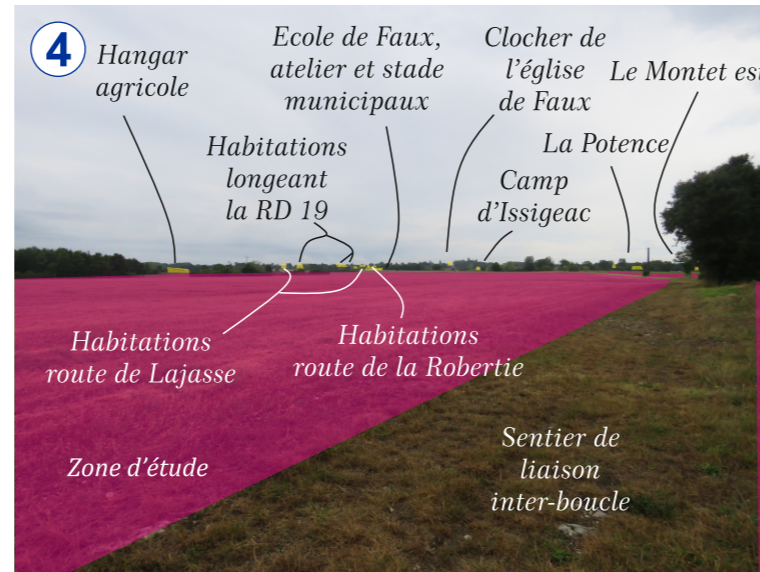 4
Hangar
agricole
Ecole de Faux,
atelier et stade
municipaux
Clocher de
l'église
de Faux
Le Montet est
Habitations
longeant
la RD 19
La Potence
Camp
d'Issigeac
Habitations
route de Lajasse
Habitations
route de la Robertie
Zone d'étude
Sentier de
liaison
inter-boucle